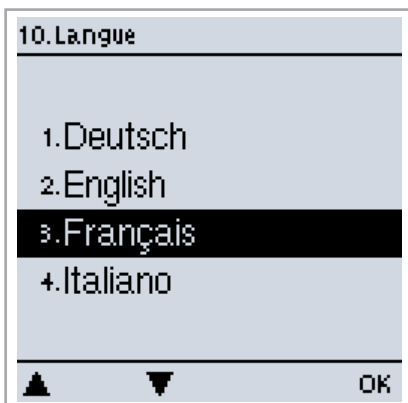 10.Langue
1.Deutsch
2.English
3.Français
4.Italiano
▲ ▼ OK